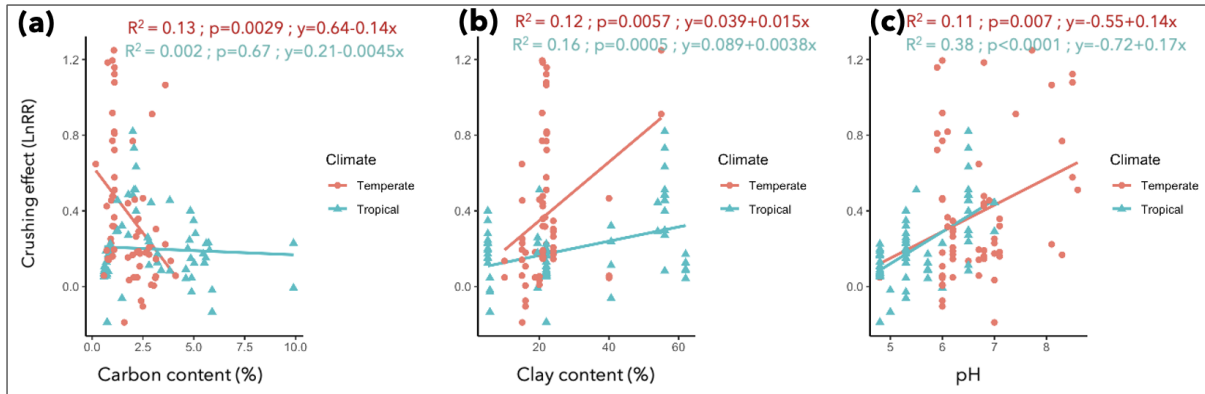 (a)
R² = 0.13 ; p=0.0029 ; y=0.64-0.14x
R² = 0.002 ; p=0.67 ; y=0.21-0.0045x
Crushing effect (LnRR)
1.2
0.8
0.4
0.0
Climate
Temperate
Tropical
0.0 2.5 5.0 7.5 10.0
Carbon content (%)
(b)
R² = 0.12 ; p=0.0057 ; y=0.039+0.015x
R² = 0.16 ; p=0.0005 ; y=0.089+0.0038x
1.2
0.8
0.4
0.0
Climate
Temperate
Tropical
20 40 60
Clay content (%)
(c)
R² = 0.11 ; p=0.007 ; y=-0.55+0.14x
R² = 0.38 ; p<0.0001 ; y=-0.72+0.17x
1.2
0.8
0.4
0.0
Climate
Temperate
Tropical
5 6 7 8
pH